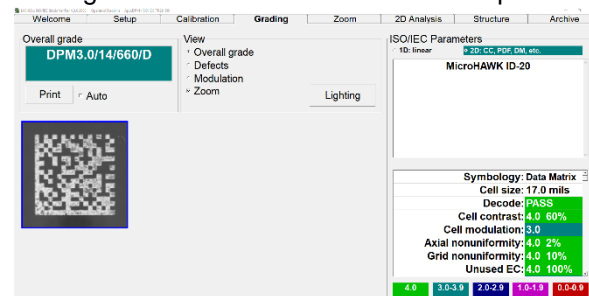 Welcome Setup Calibration Grading Zoom 2D Analysis Structure Archive
Overall grade
DPM3.0/14/660/D
Print Auto
View
Overall grade
Defects
Modulation
Zoom
Lighting
ISO/IEC Parameters
1D: linear 2D: CC, PDF, DM, etc.
MicroHAWK ID-20
Symbology: Data Matrix
Cell size: 17.0 mils
Decode: PASS
Cell contrast: 4.0 60%
Cell modulation: 3.0
Axial nonuniformity: 4.0 2%
Grid nonuniformity: 4.0 10%
Unused EC: 4.0 100%
4.0 3.0-3.9 2.0-2.9 1.0-1.9 0.0-0.9